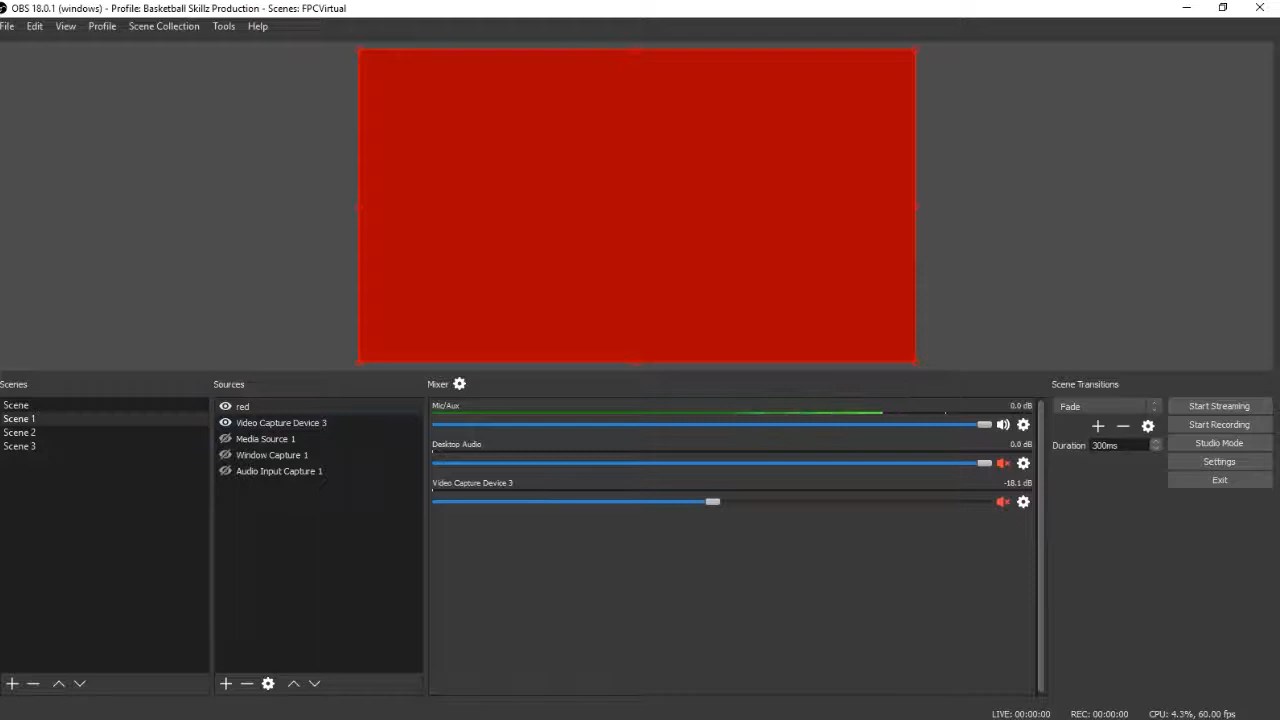 OBS 18.0.1 (windows) - Profile: Basketball Skillz Production - Scenes: FPCVirtual
File Edit View Profile Scene Collection Tools Help
Scenes
Scene
Scene 1
Scene 2
Scene 3
Sources
red
Video Capture Device 3
Media Source 1
Window Capture 1
Audio Input Capture 1
Mixer
Mic/Aux 0.0 dB
Desktop Audio 0.0 dB
Video Capture Device 3 -18.1 dB
Scene Transitions
Fade
Duration 300ms
Start Streaming
Start Recording
Studio Mode
Settings
Exit
LIVE: 00:00:00 REC: 00:00:00 CPU: 4.3%, 60.00 fps